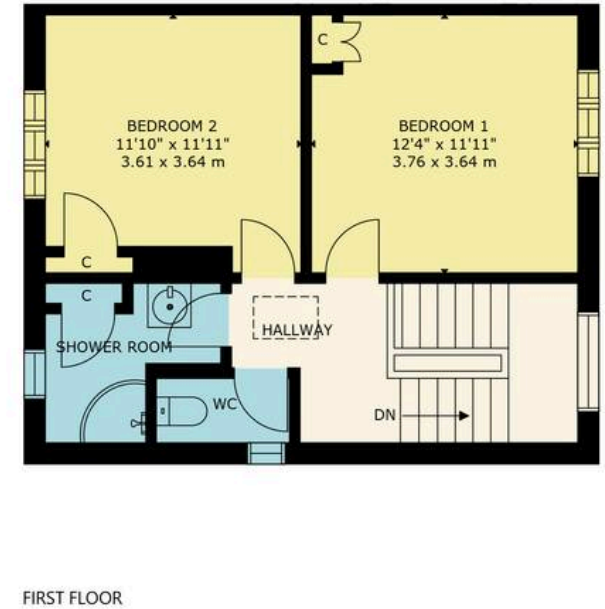 C
BEDROOM 2
11'10" x 11'11"
3.61 x 3.64 m
BEDROOM 1
12'4" x 11'11"
3.76 x 3.64 m
C
C
HALLWAY
SHOWER ROOM
WC
DN
FIRST FLOOR